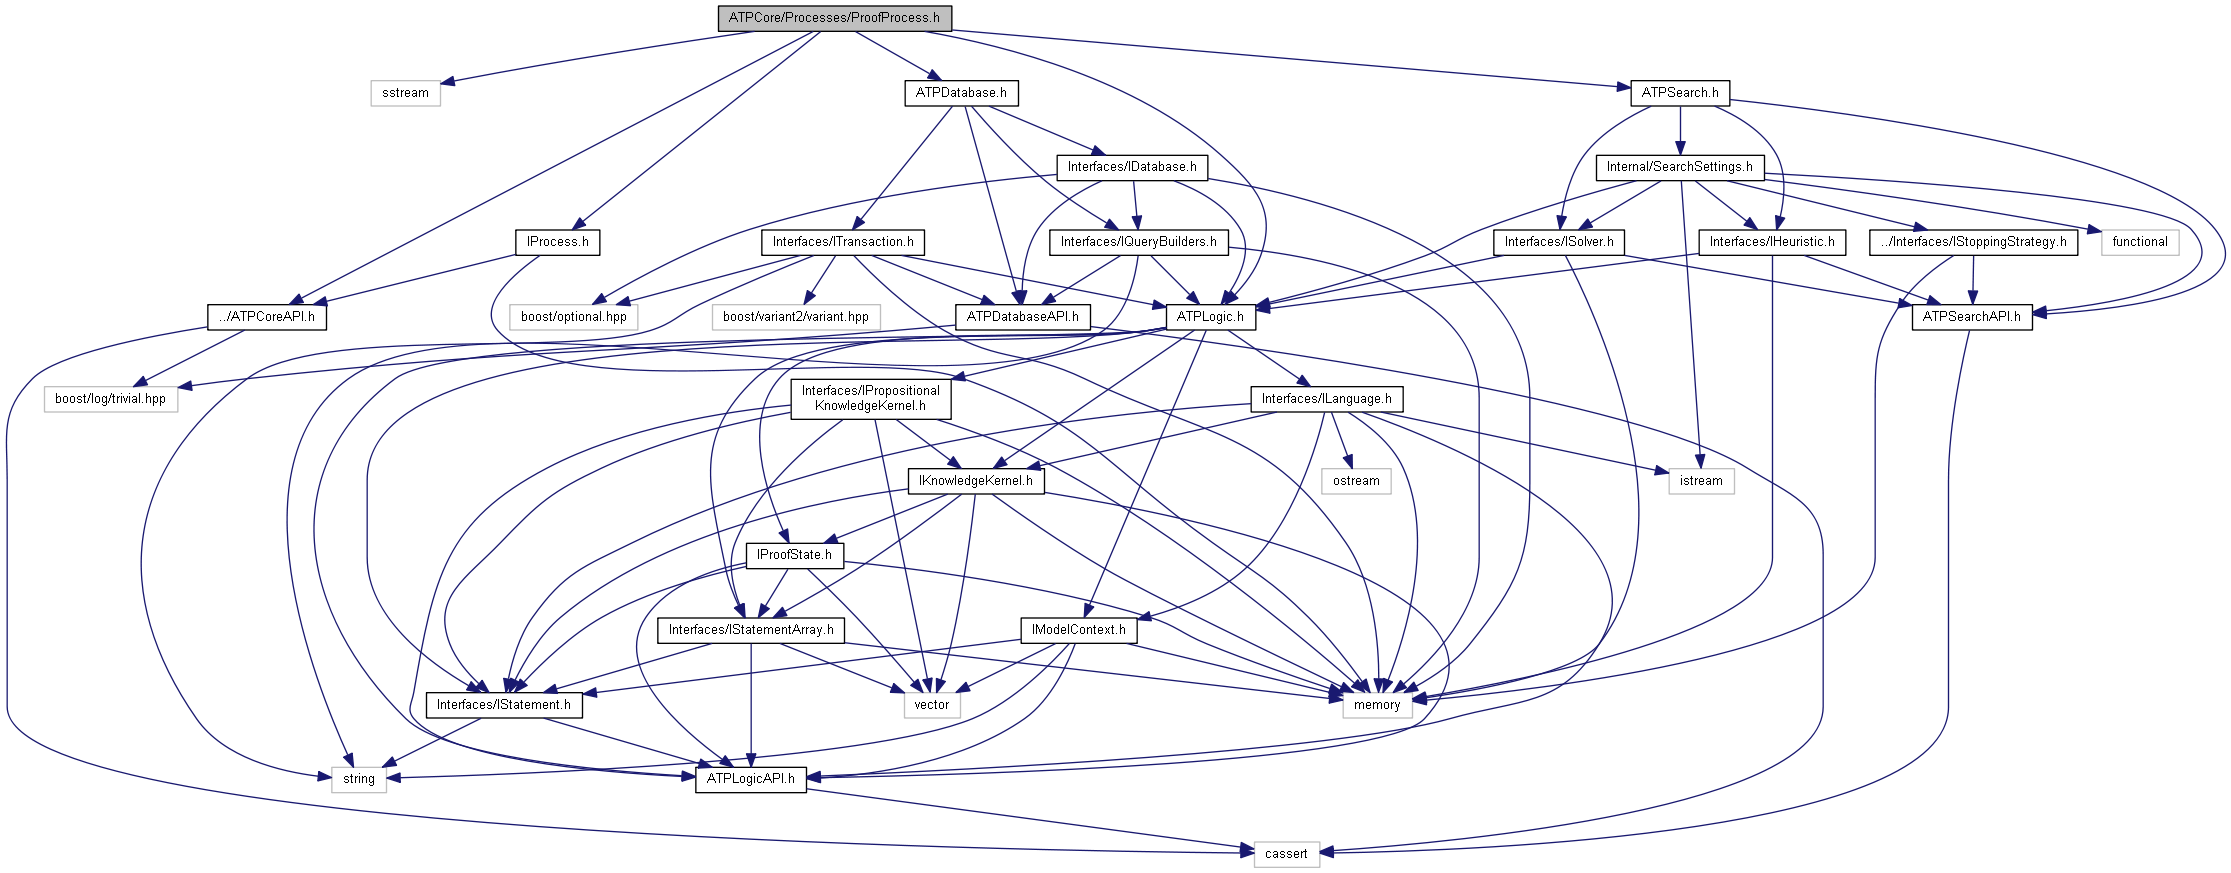 ATPCore/Processes/ProofProcess.h
sstream
ATPDatabase.h
ATPSearch.h
Interfaces/IDatabase.h
Internal/SearchSettings.h
IProcess.h
Interfaces/ITransaction.h
Interfaces/IQueryBuilders.h
Interfaces/ISolver.h
Interfaces/IHeuristic.h
../Interfaces/IStoppingStrategy.h
functional
../ATPCoreAPI.h
boost/optional.hpp
boost/variant2/variant.hpp
ATPDatabaseAPI.h
ATPLogic.h
ATPSearchAPI.h
boost/log/trivial.hpp
Interfaces/IPropositional
KnowledgeKernel.h
Interfaces/ILanguage.h
IKnowledgeKernel.h
ostream
istream
IProofState.h
Interfaces/IStatementArray.h
IModelContext.h
Interfaces/IStatement.h
vector
memory
string
ATPLogicAPI.h
cassert